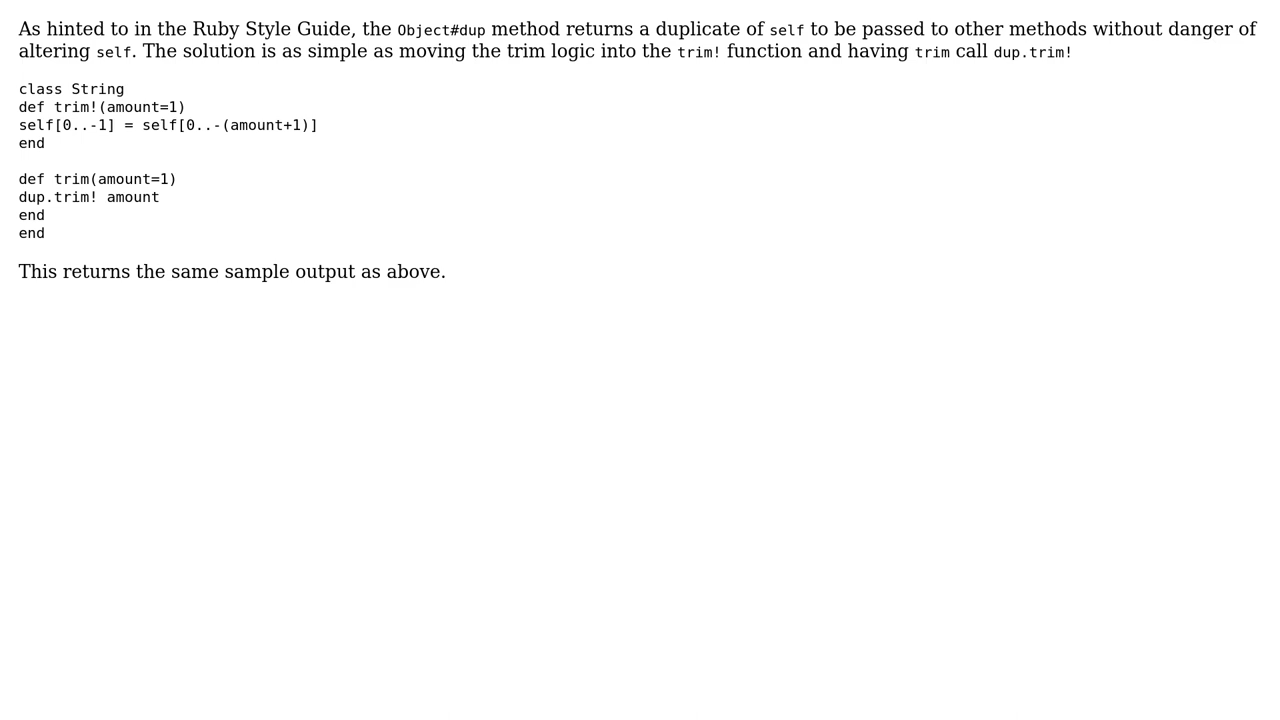 As hinted to in the Ruby Style Guide, the Object#dup method returns a duplicate of self to be passed to other methods without danger of
altering self. The solution is as simple as moving the trim logic into the trim! function and having trim call dup.trim!
class String
def trim!(amount=1)
self[0..-1] = self[0..-(amount+1)]
end
def trim(amount=1)
dup.trim! amount
end
end
This returns the same sample output as above.